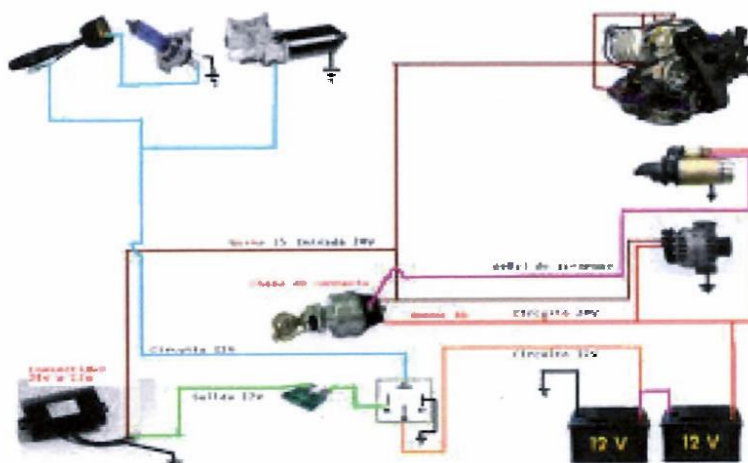 Borne 15 Entrada 24V
señal de arranque
Llave de contacto
Borne 30
Circuito 24V
Circuito 12V
Circuito 12V
Convertidor
24v a 12v
Salida 12v
12 V
12 V